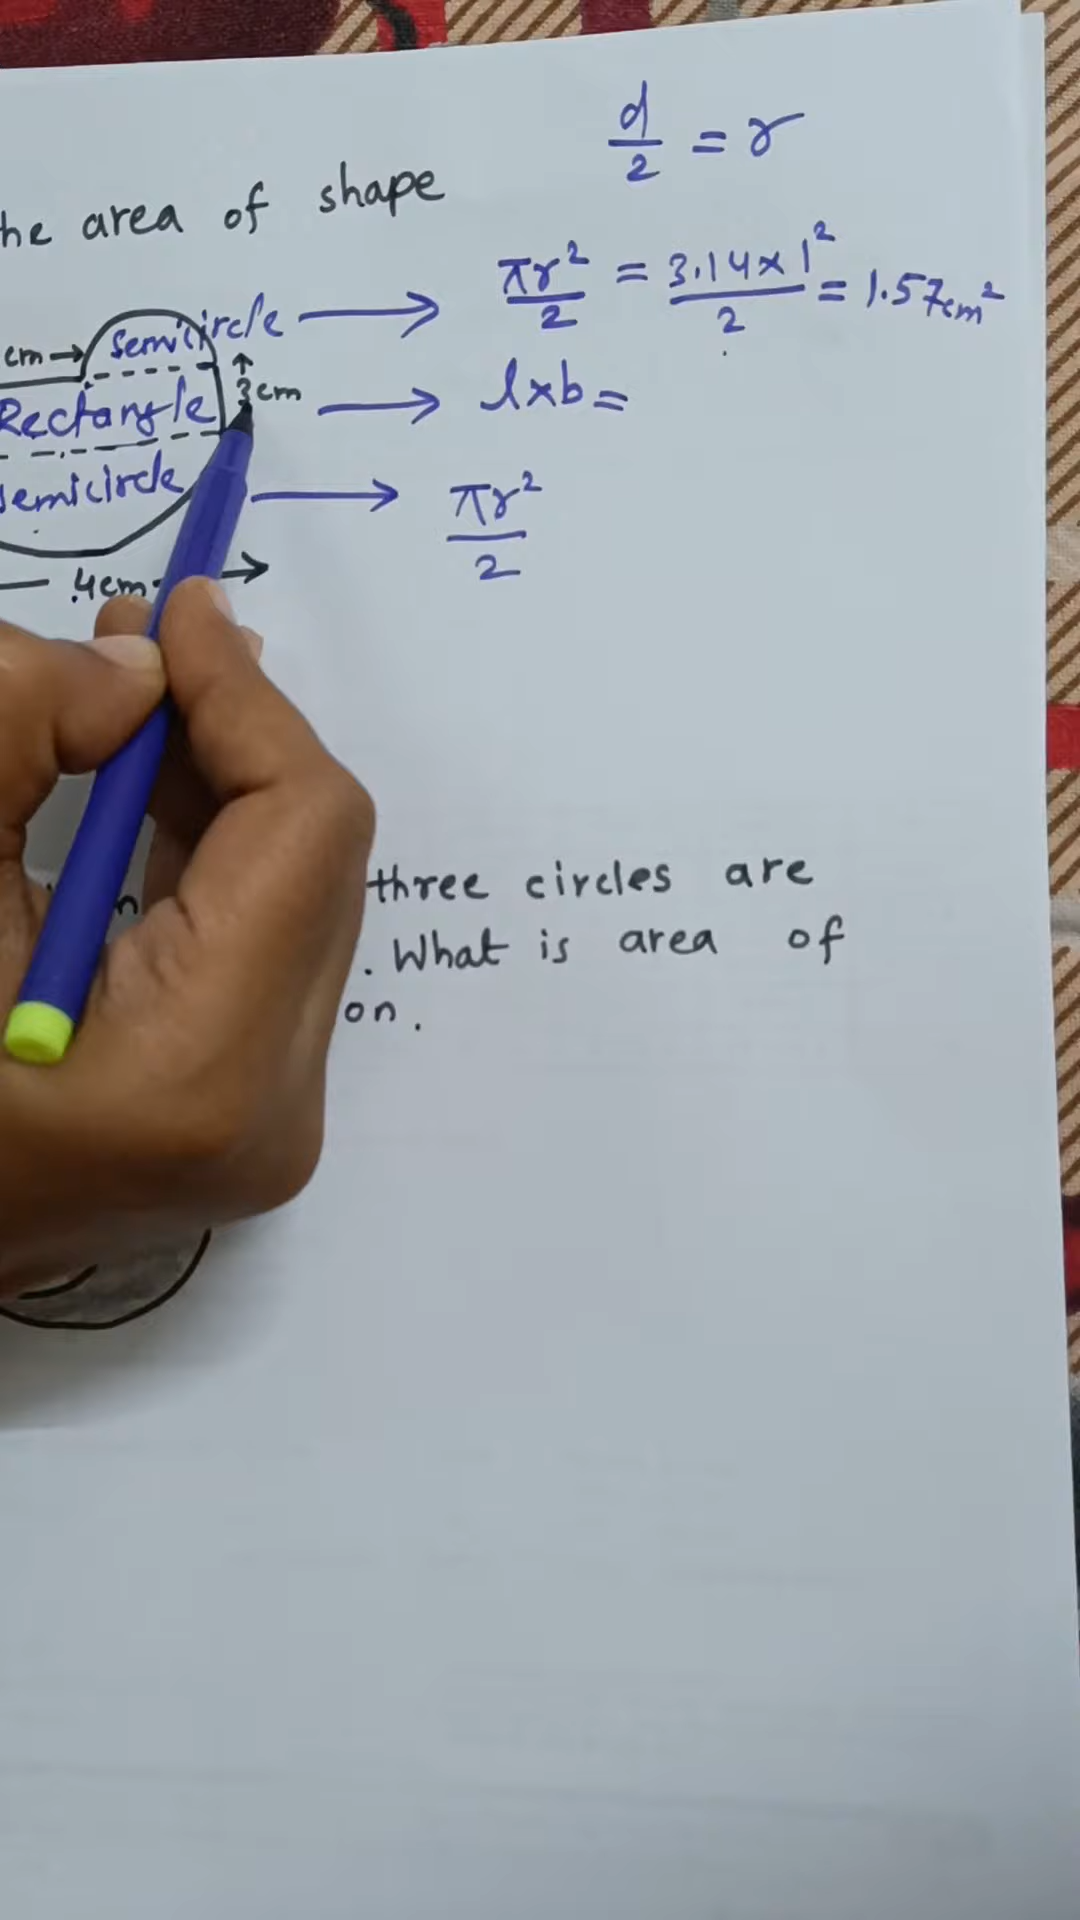 d/2 = r
he area of shape
Semicircle → πr²/2 = 3.14×1²/2 = 1.57cm²
cm→
Rectangle 3cm → l×b =
Semicircle → πr²/2
4cm
three circles are
. What is area of
on.